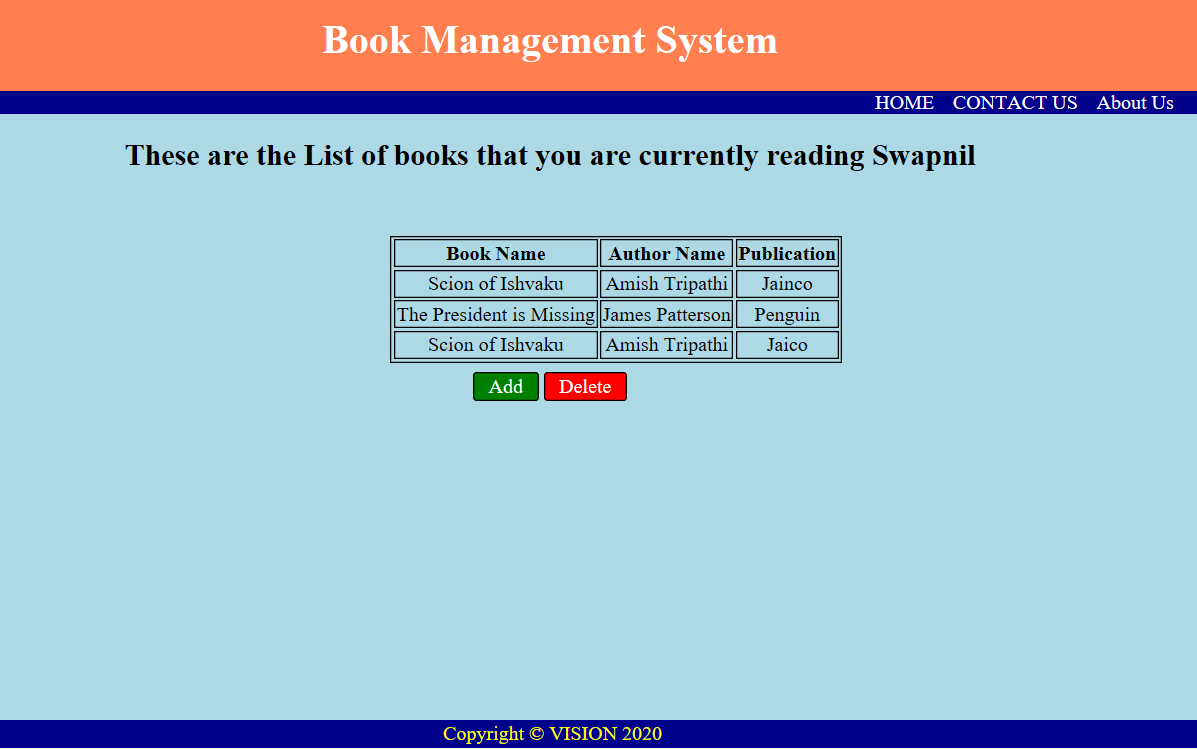 Book Management System
HOME CONTACT US About Us
These are the List of books that you are currently reading Swapnil
Book Name Author Name Publication
Scion of Ishvaku Amish Tripathi Jainco
The President is Missing James Patterson Penguin
Scion of Ishvaku Amish Tripathi Jaico
Add Delete
Copyright © VISION 2020